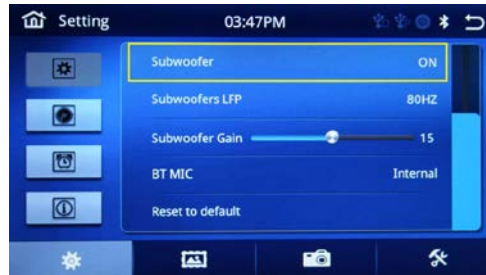 Setting 03:47PM
Subwoofer ON
Subwoofers LFP 80HZ
Subwoofer Gain 15
BT MIC Internal
Reset to default